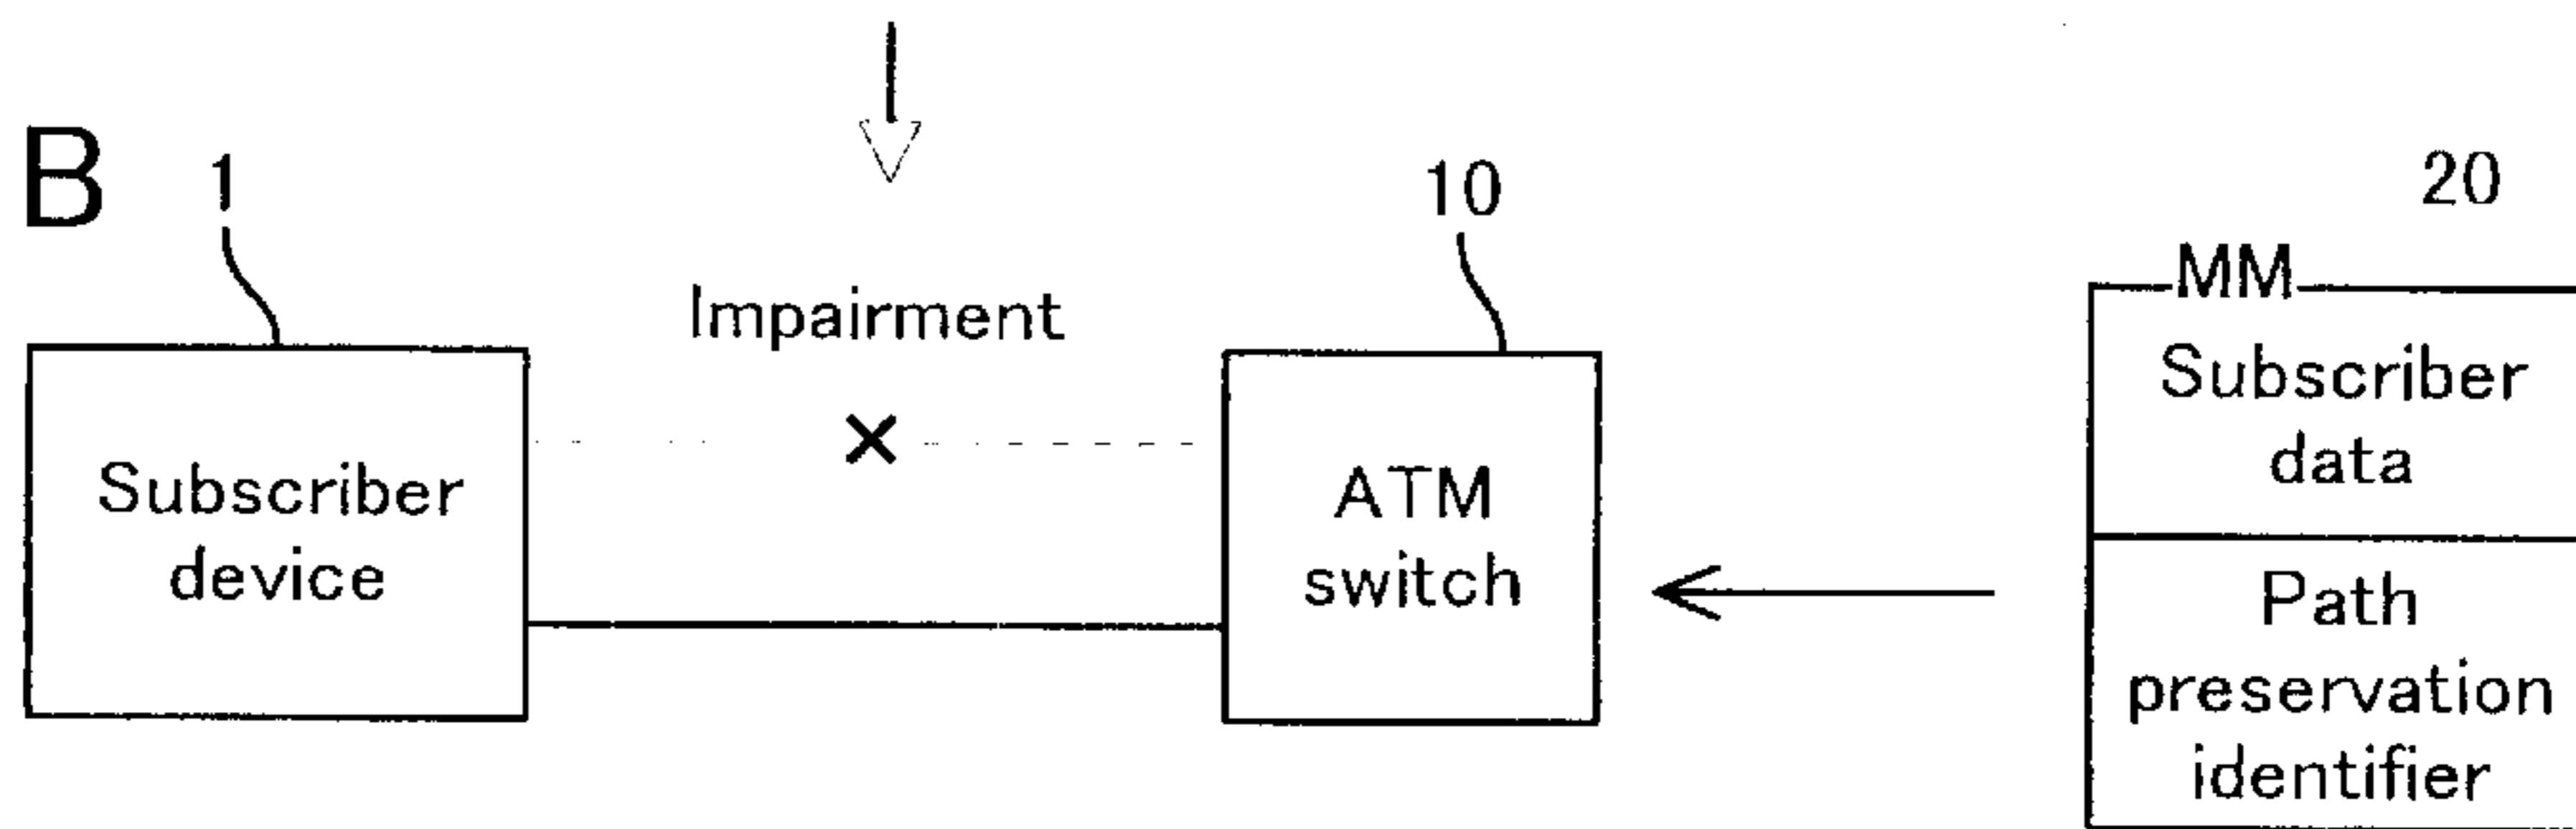 B
1
10
20
Impairment
MM
Subscriber
device
ATM
switch
Subscriber
data
Path
preservation
identifier